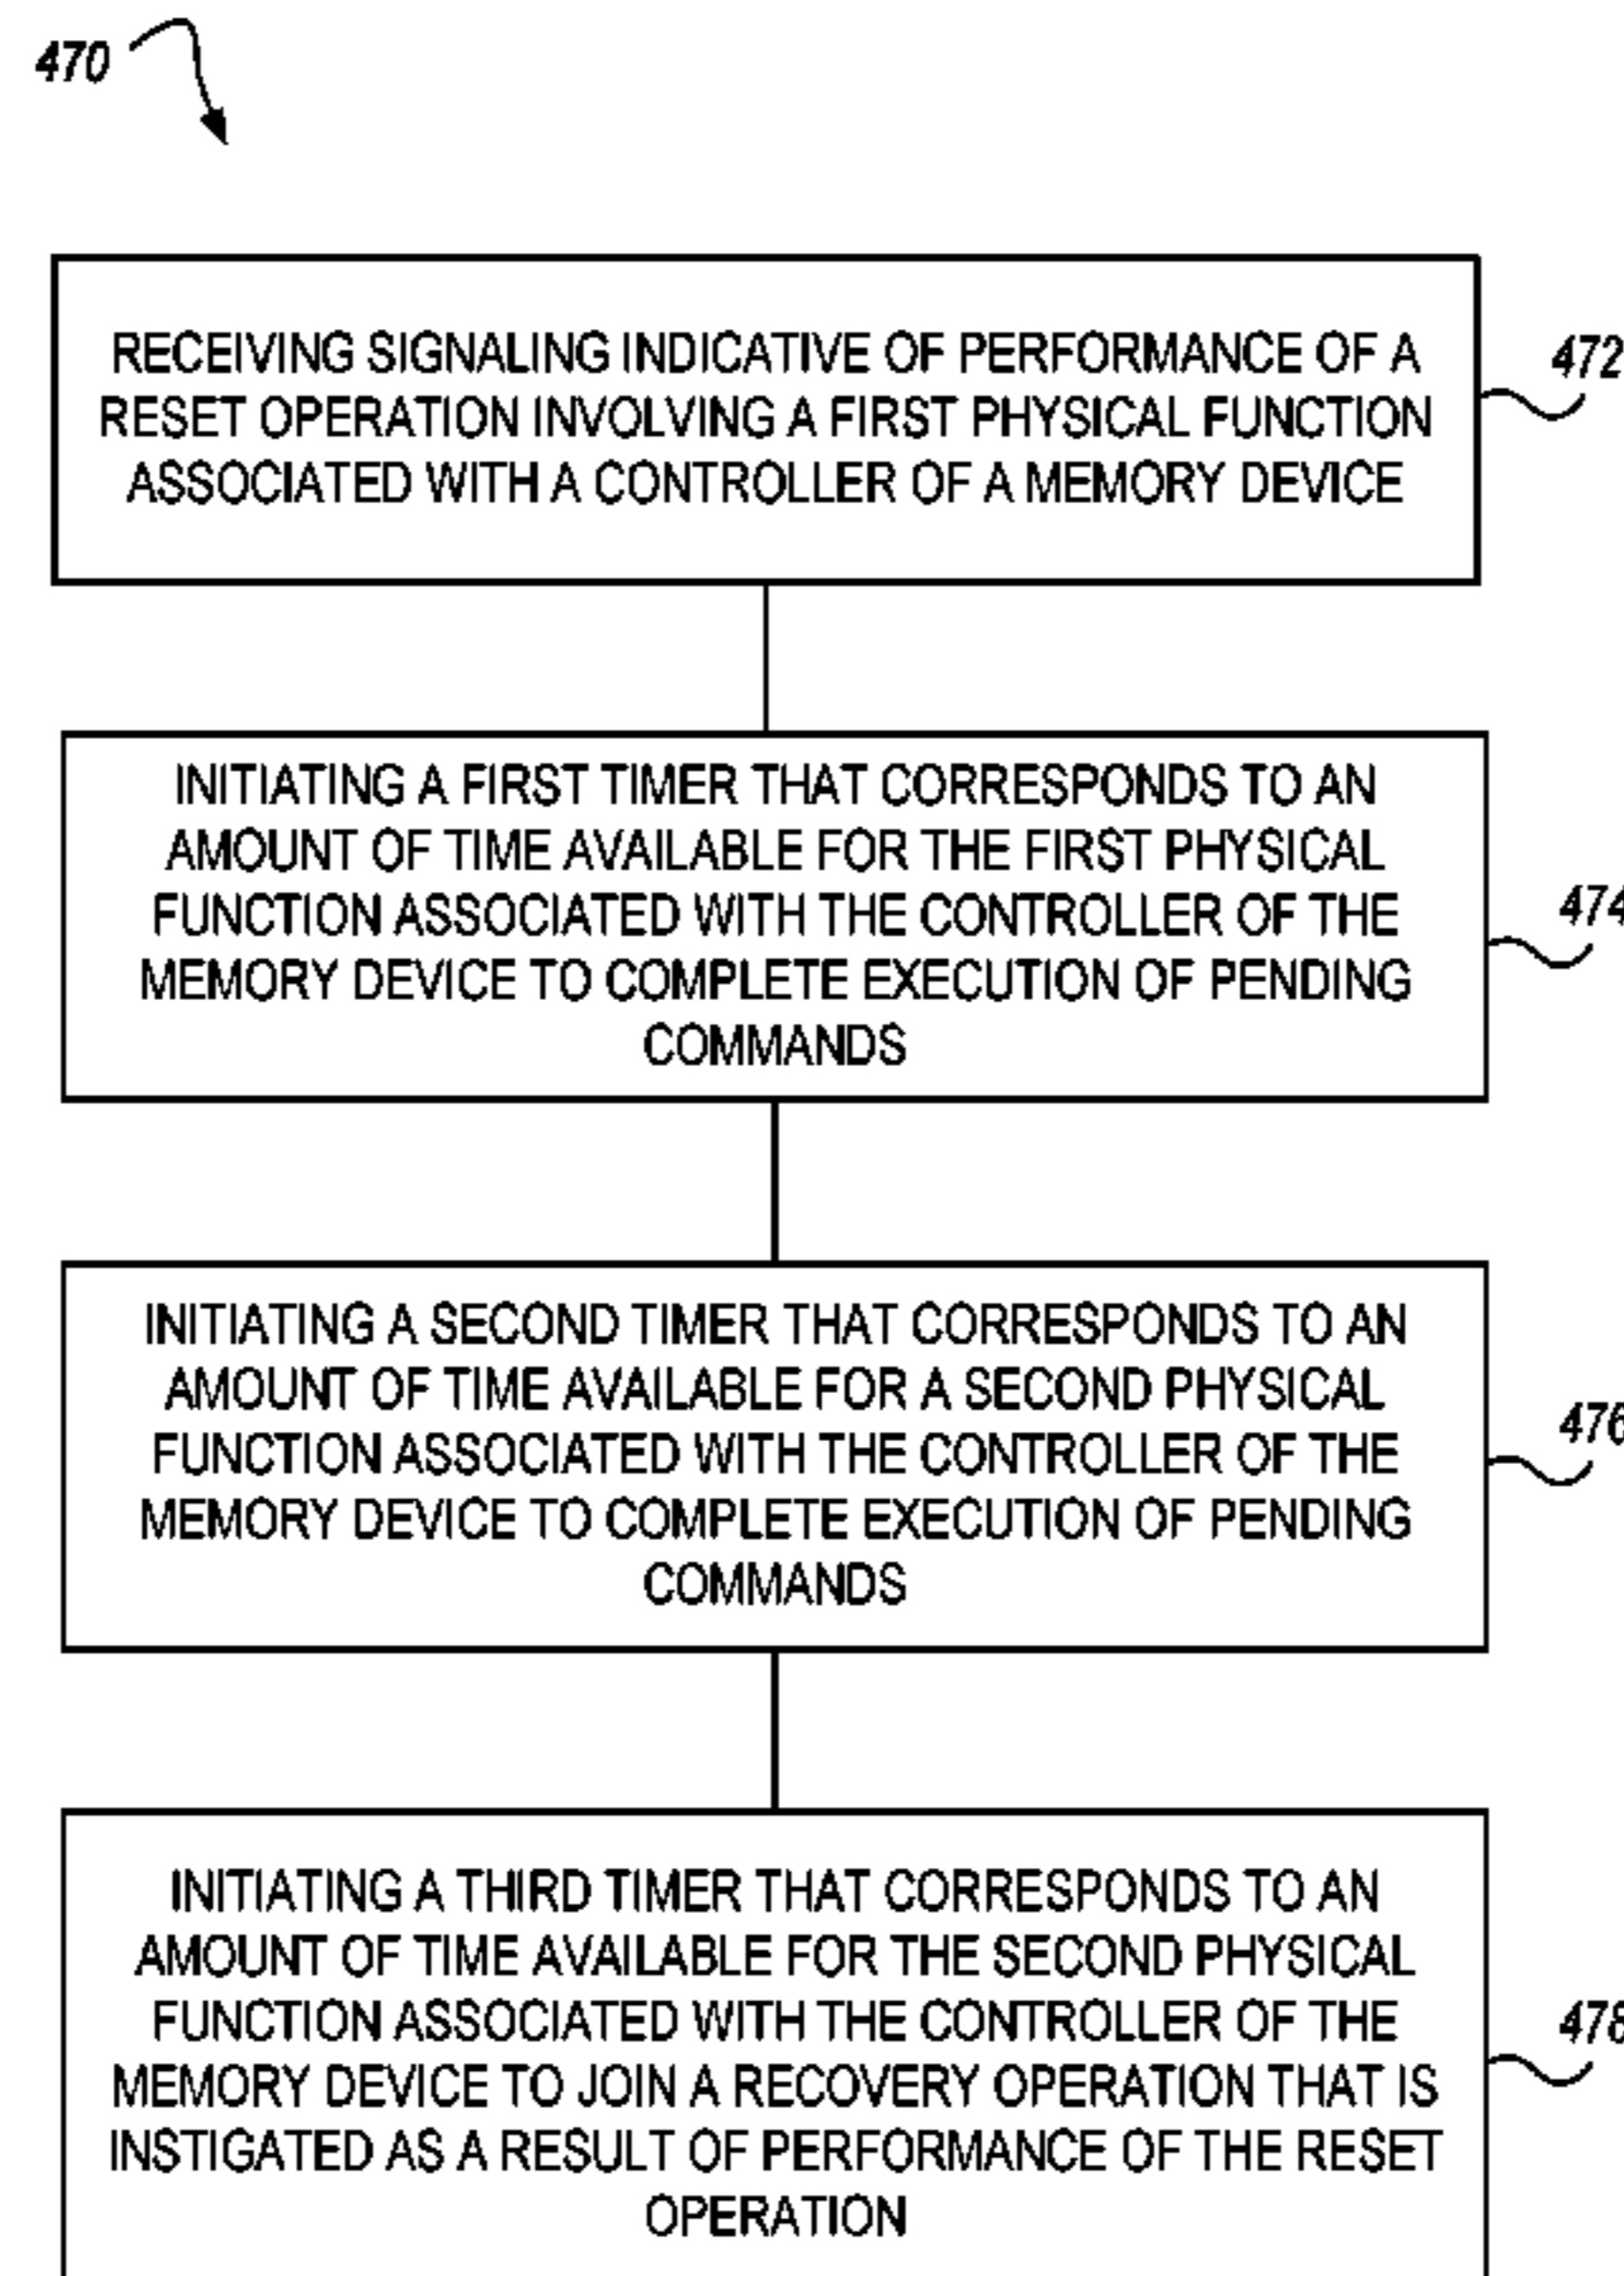 470
RECEIVING SIGNALING INDICATIVE OF PERFORMANCE OF A
RESET OPERATION INVOLVING A FIRST PHYSICAL FUNCTION
ASSOCIATED WITH A CONTROLLER OF A MEMORY DEVICE
472
INITIATING A FIRST TIMER THAT CORRESPONDS TO AN
AMOUNT OF TIME AVAILABLE FOR THE FIRST PHYSICAL
FUNCTION ASSOCIATED WITH THE CONTROLLER OF THE
MEMORY DEVICE TO COMPLETE EXECUTION OF PENDING
COMMANDS
474
INITIATING A SECOND TIMER THAT CORRESPONDS TO AN
AMOUNT OF TIME AVAILABLE FOR A SECOND PHYSICAL
FUNCTION ASSOCIATED WITH THE CONTROLLER OF THE
MEMORY DEVICE TO COMPLETE EXECUTION OF PENDING
COMMANDS
476
INITIATING A THIRD TIMER THAT CORRESPONDS TO AN
AMOUNT OF TIME AVAILABLE FOR THE SECOND PHYSICAL
FUNCTION ASSOCIATED WITH THE CONTROLLER OF THE
MEMORY DEVICE TO JOIN A RECOVERY OPERATION THAT IS
INSTIGATED AS A RESULT OF PERFORMANCE OF THE RESET
OPERATION
478